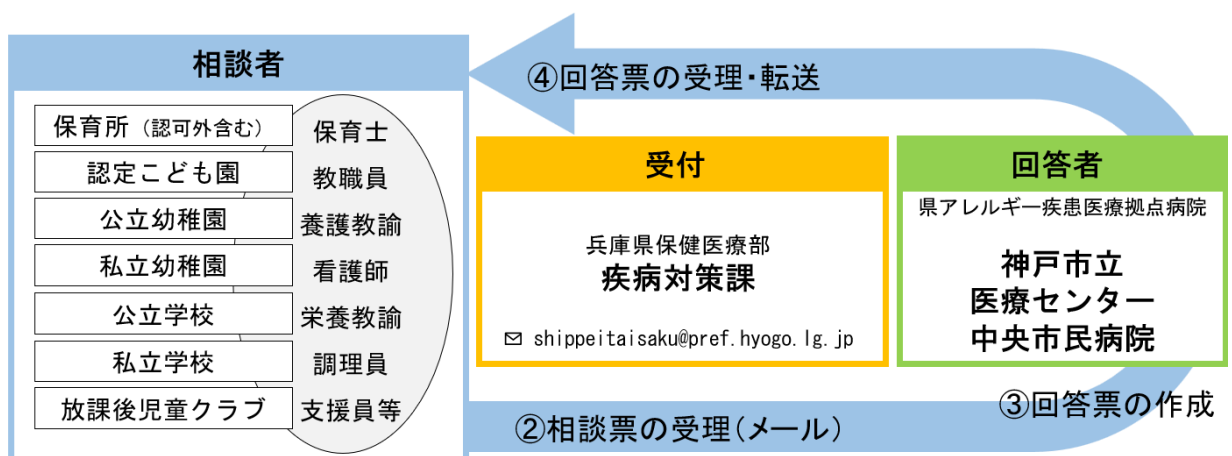 相談者
保育所（認可外含む）
認定こども園
公立幼稚園
私立幼稚園
公立学校
私立学校
放課後児童クラブ
保育士
教職員
養護教諭
看護師
栄養教諭
調理員
支援員等
④回答票の受理・転送
受付
兵庫県保健医療部
疾病対策課
✉ shippeitaisaku@pref.hyogo.lg.jp
回答者
県アレルギー疾患医療拠点病院
神戸市立
医療センター
中央市民病院
③回答票の作成
②相談票の受理（メール）